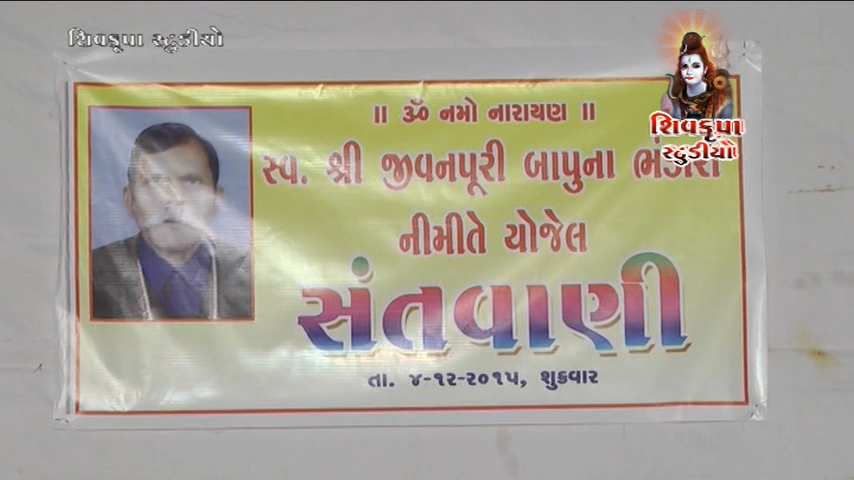 શિવકૃપા સ્ટુડીયો
॥ ૐ નમો નારાયણ ॥
સ્વ. શ્રી જીવનપૂરી બાપુના ભંડારા
નીમીતે યોજેલ
સંતવાણી
તા. ૪-૧૨-૨૦૧૫, શુક્રવાર
શિવકૃપા
સ્ટુડીયો